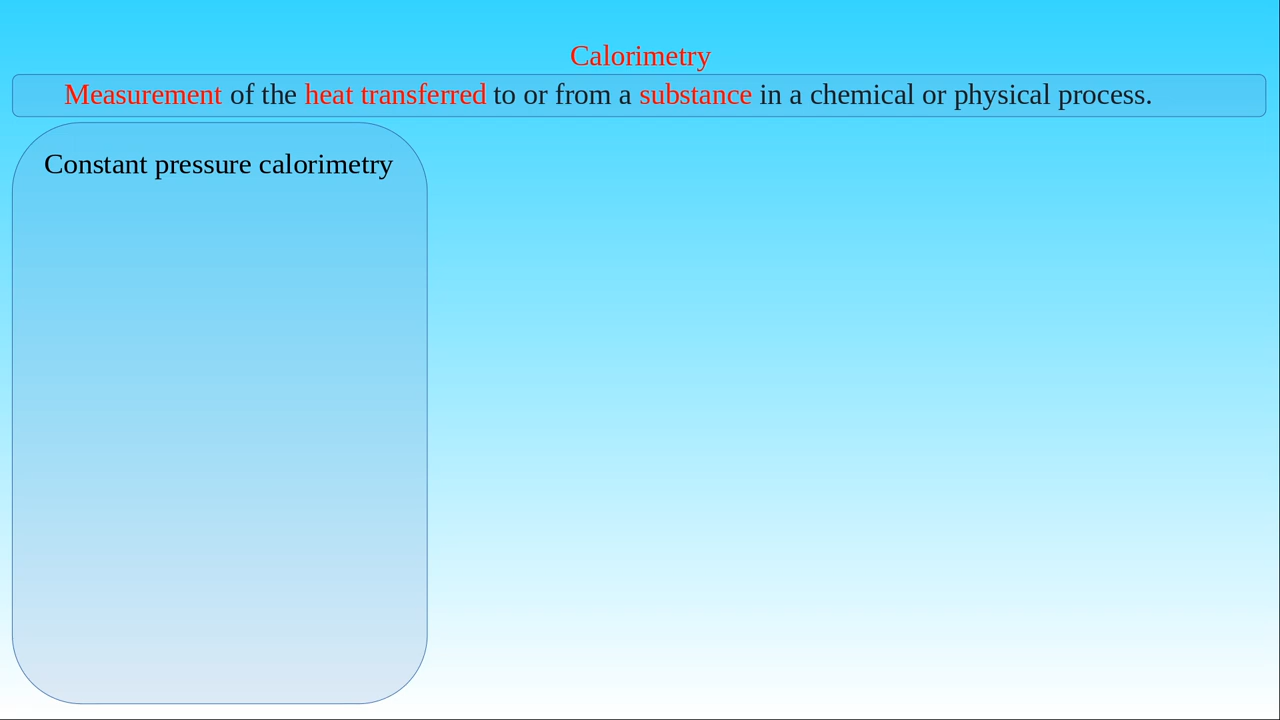 Calorimetry
Measurement of the heat transferred to or from a substance in a chemical or physical process.
Constant pressure calorimetry